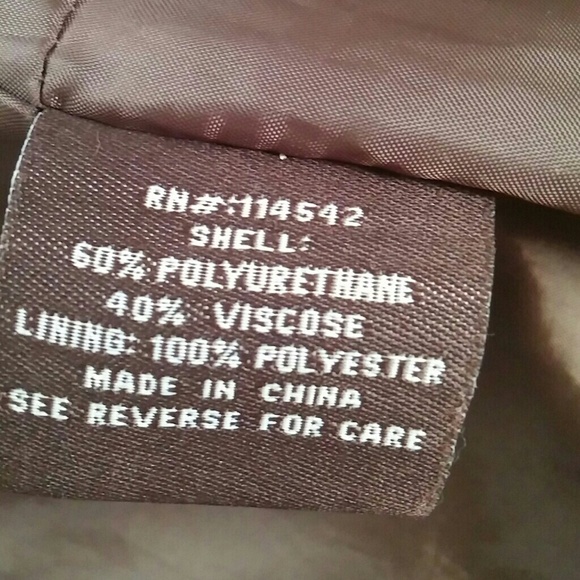 RN#:114542
SHELL:
60% POLYURETHANE
40% VISCOSE
LINING: 100% POLYESTER
MADE IN CHINA
SEE REVERSE FOR CARE